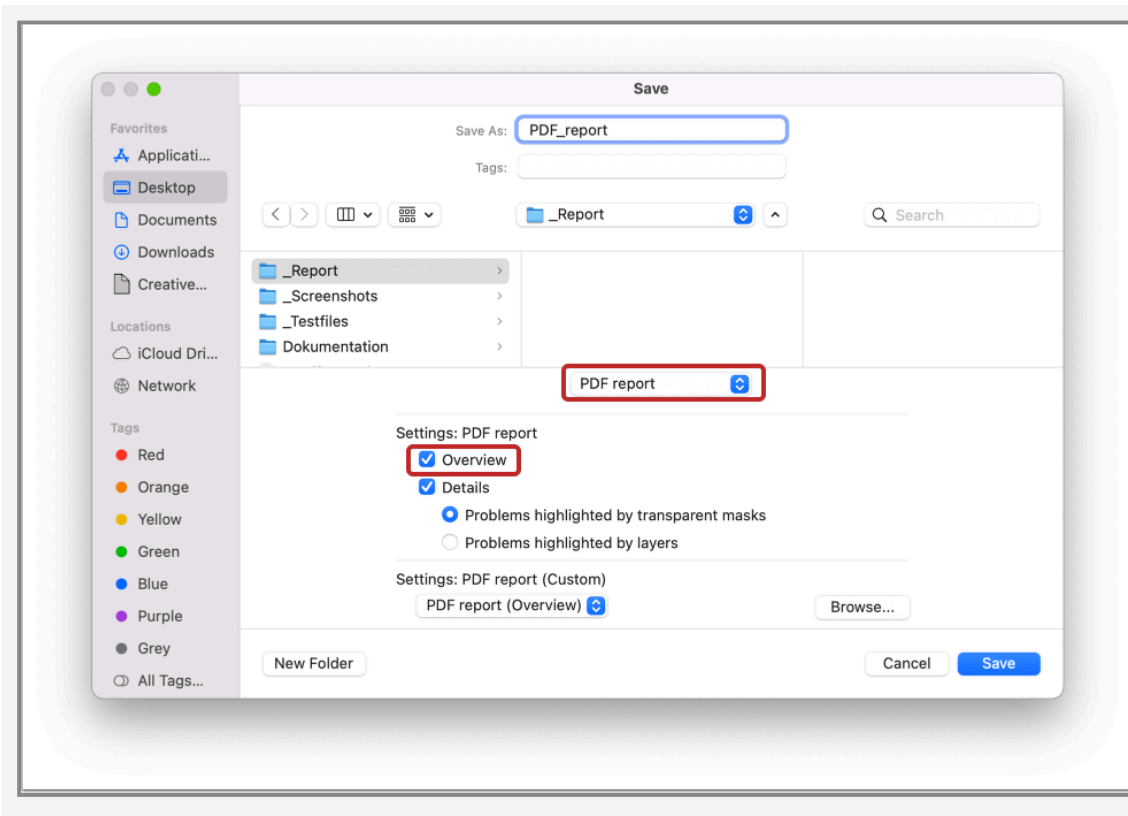 Save
Favorites
Applicati...
Desktop
Documents
Downloads
Creative...
Locations
iCloud Dri...
Network
Tags
Red
Orange
Yellow
Green
Blue
Purple
Grey
All Tags...
Save As: PDF_report
Tags:
_Report
Search
_Report
_Screenshots
_Testfiles
Dokumentation
PDF report
Settings: PDF report
Overview
Details
Problems highlighted by transparent masks
Problems highlighted by layers
Settings: PDF report (Custom)
PDF report (Overview)
Browse...
New Folder
Cancel
Save